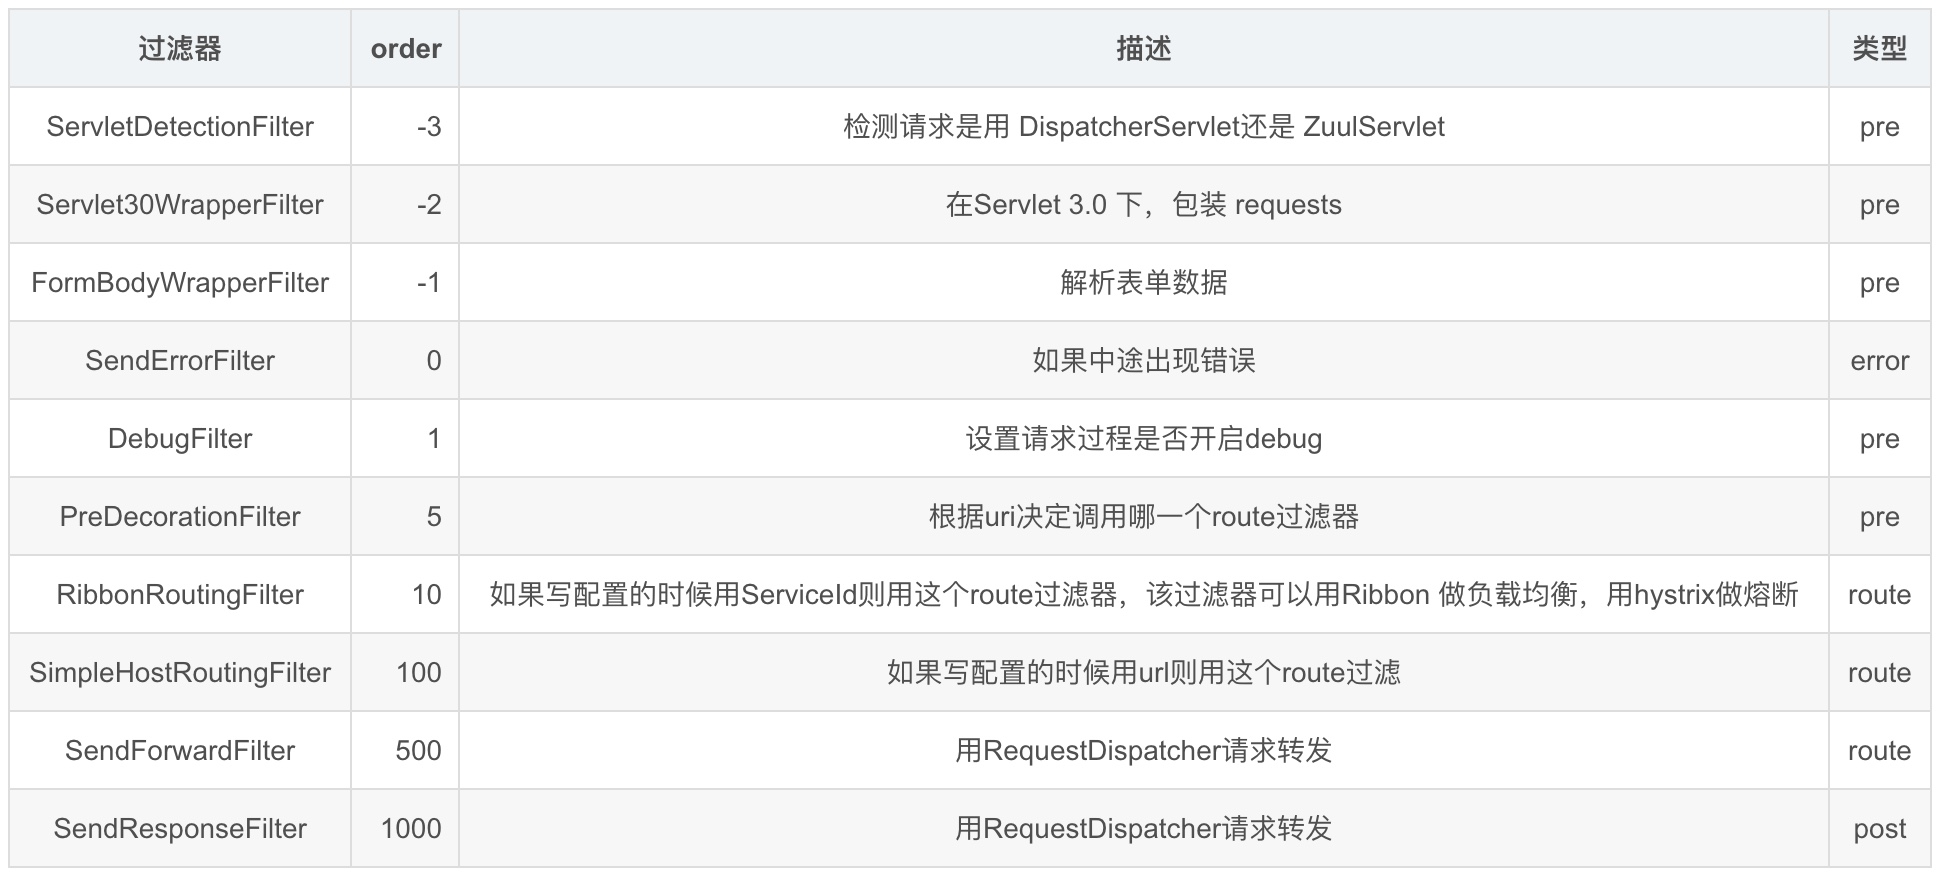 过滤器 order 描述 类型
ServletDetectionFilter -3 检测请求是用 DispatcherServlet还是 ZuulServlet pre
Servlet30WrapperFilter -2 在Servlet 3.0 下，包装 requests pre
FormBodyWrapperFilter -1 解析表单数据 pre
SendErrorFilter 0 如果中途出现错误 error
DebugFilter 1 设置请求过程是否开启debug pre
PreDecorationFilter 5 根据uri决定调用哪一个route过滤器 pre
RibbonRoutingFilter 10 如果写配置的时候用ServiceId则用这个route过滤器，该过滤器可以用Ribbon 做负载均衡，用hystrix做熔断 route
SimpleHostRoutingFilter 100 如果写配置的时候用url则用这个route过滤 route
SendForwardFilter 500 用RequestDispatcher请求转发 route
SendResponseFilter 1000 用RequestDispatcher请求转发 post